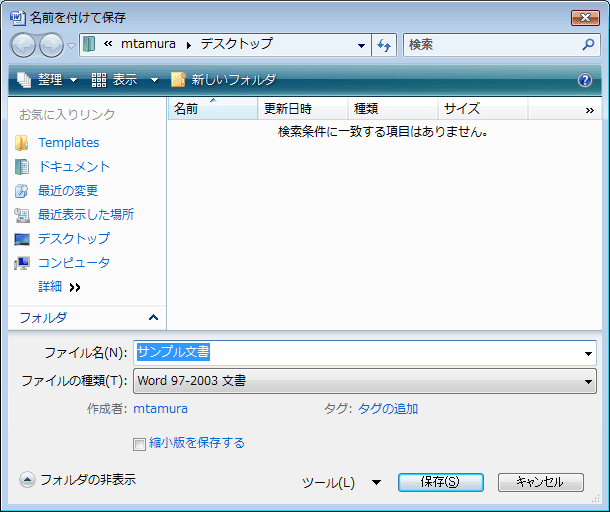 名前を付けて保存
« mtamura デスクトップ 検索
整理 表示 新しいフォルダ
お気に入りリンク
名前 更新日時 種類 サイズ »
検索条件に一致する項目はありません。
Templates
ドキュメント
最近の変更
最近表示した場所
デスクトップ
コンピュータ
詳細 »
フォルダ
ファイル名(N): サンプル文書
ファイルの種類(T): Word 97-2003 文書
作成者: mtamura タグ: タグの追加
縮小版を保存する
フォルダの非表示 ツール(L) 保存(S) キャンセル